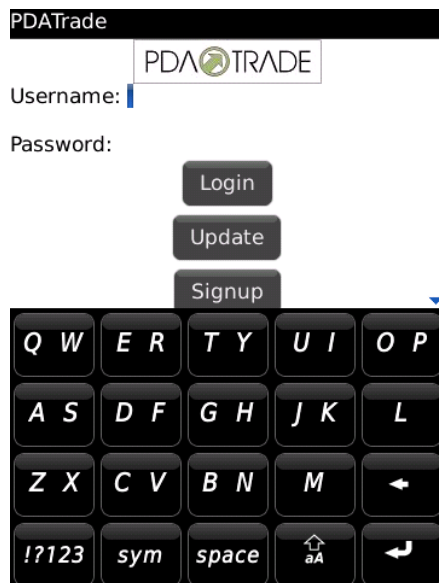 PDATrade
PDA TRADE
Username:
Password:
Login
Update
Signup
Q W E R T Y U I O P
A S D F G H J K L
Z X C V B N M
!?123 sym space aA